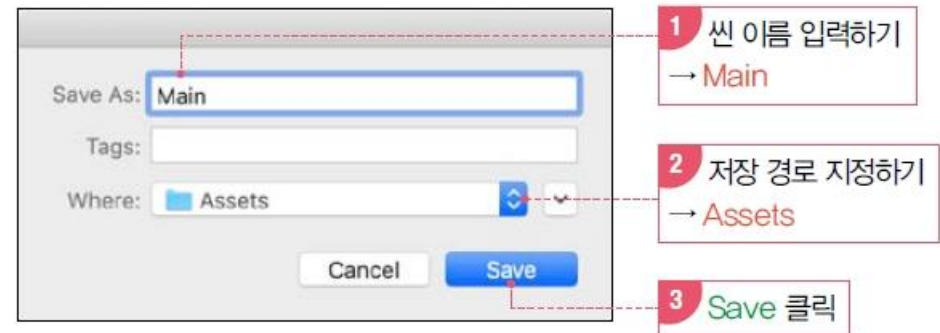 Save As: Main
Tags:
Where: Assets
Cancel Save
1 씬 이름 입력하기
→ Main
2 저장 경로 지정하기
→ Assets
3 Save 클릭